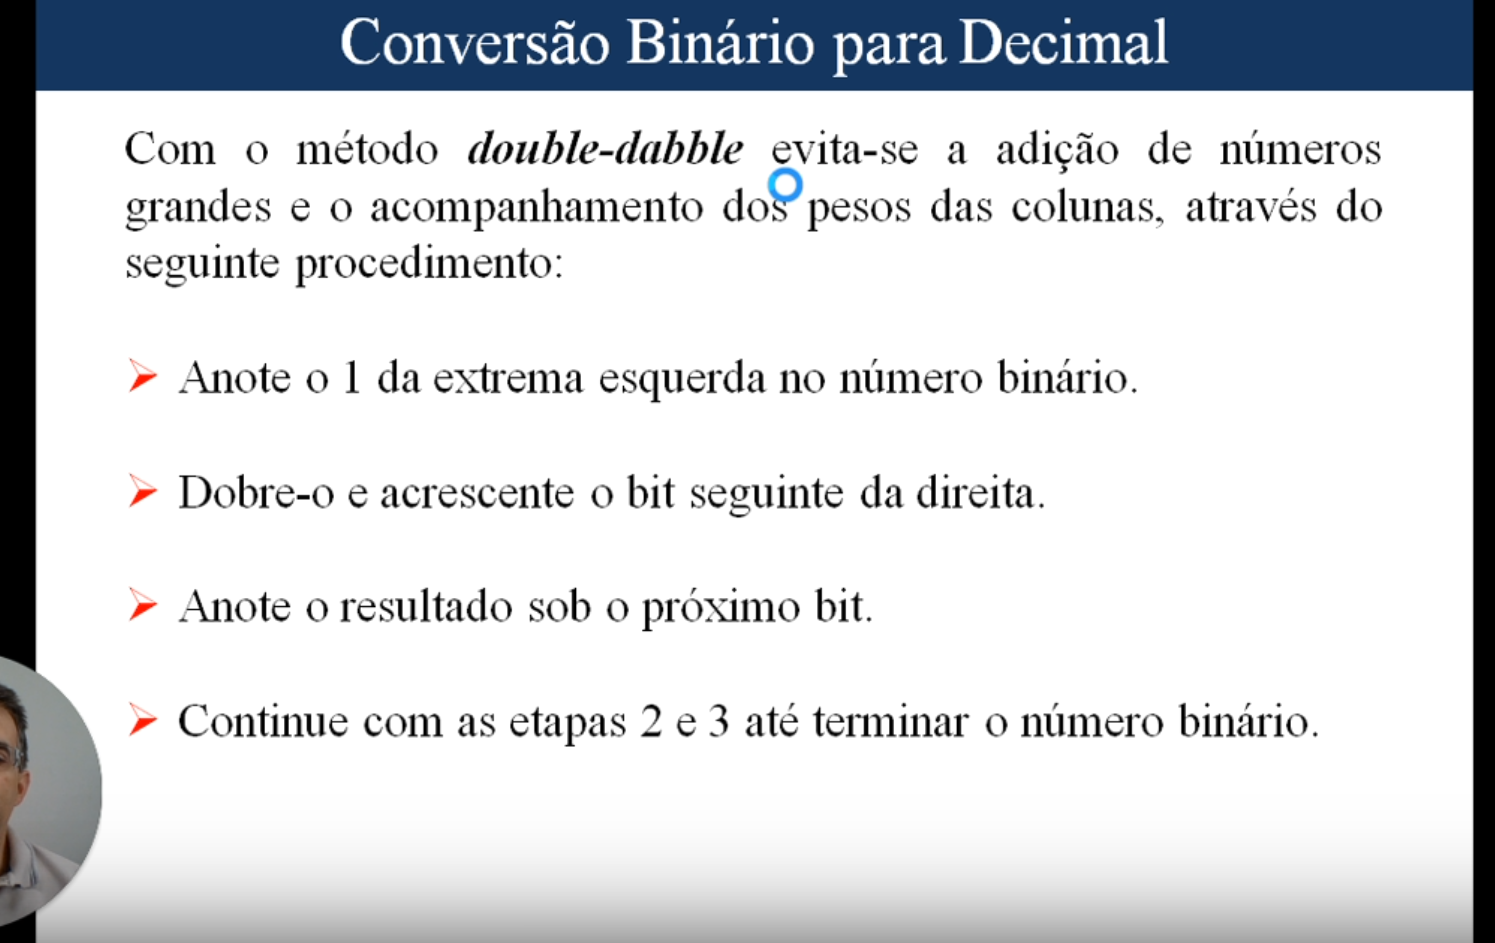 Conversão Binário para Decimal
Com o método double-dabble evita-se a adição de números
grandes e o acompanhamento dos pesos das colunas, através do
seguinte procedimento:
Anote o 1 da extrema esquerda no número binário.
Dobre-o e acrescente o bit seguinte da direita.
Anote o resultado sob o próximo bit.
Continue com as etapas 2 e 3 até terminar o número binário.